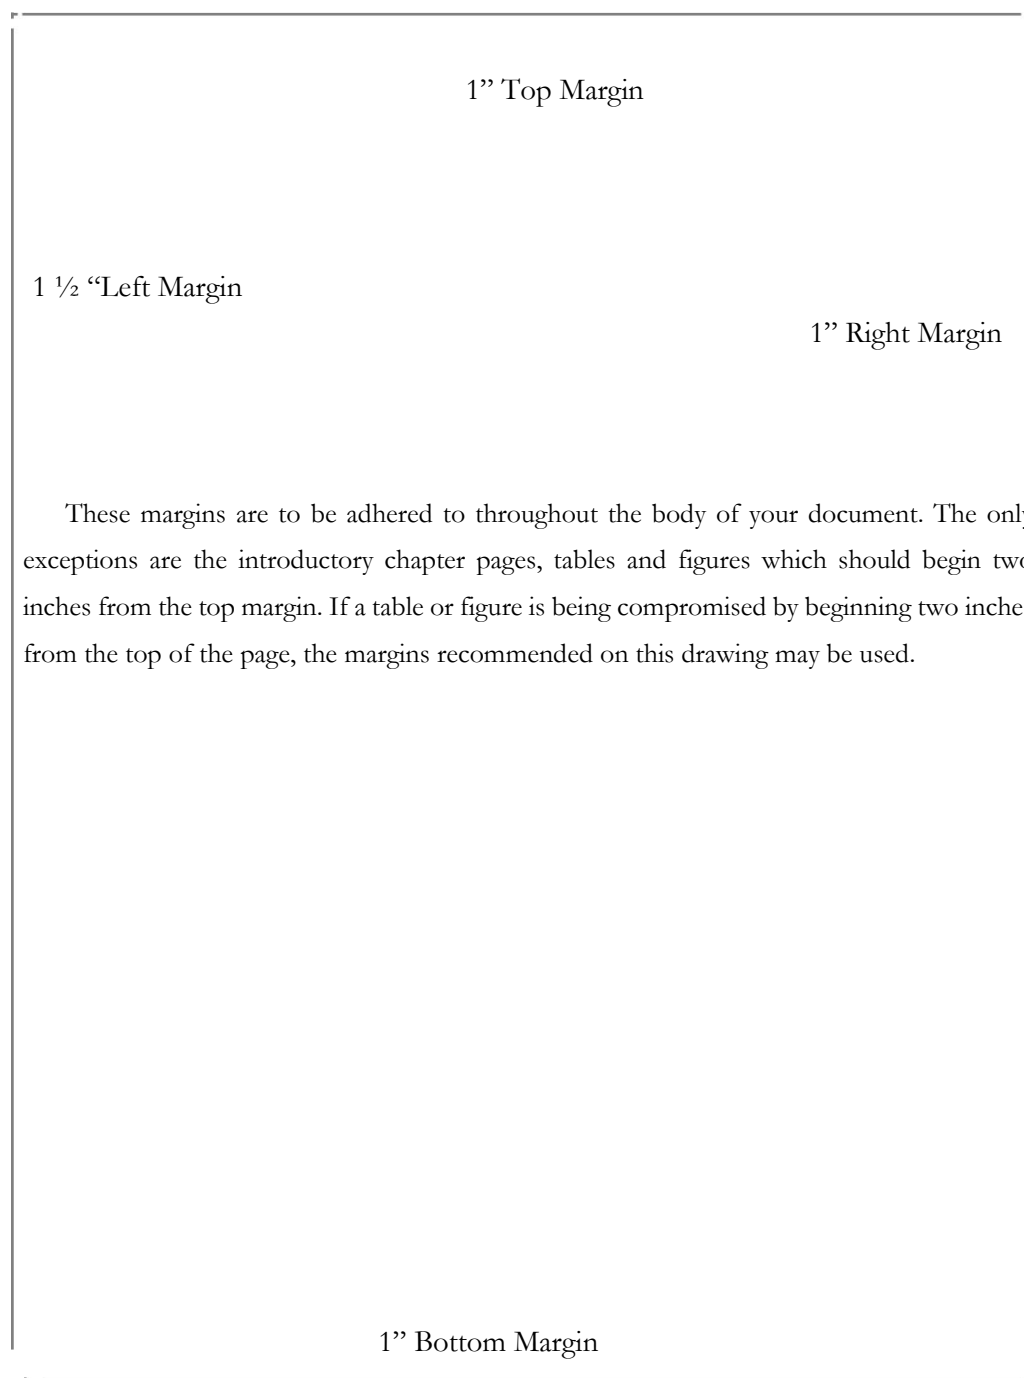 1” Top Margin
1 ½ “Left Margin
1” Right Margin
These margins are to be adhered to throughout the body of your document. The only
exceptions are the introductory chapter pages, tables and figures which should begin two
inches from the top margin. If a table or figure is being compromised by beginning two inche
from the top of the page, the margins recommended on this drawing may be used.
1” Bottom Margin